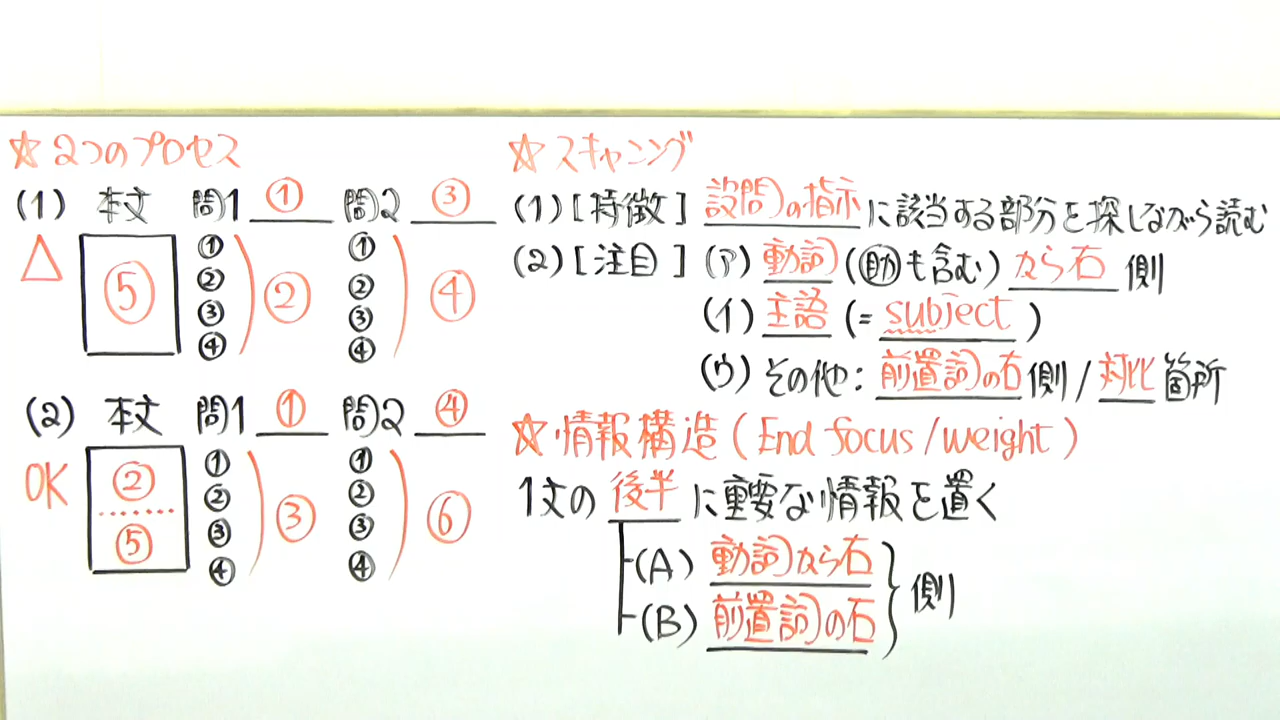 ☆ 2つのプロセス
(1) 本文 問1 ① 問2 ③
△ ⑤ ① ② ③ ④ ② ① ② ③ ④ ④
(2) 本文 問1 ① 問2 ④
OK ② ⑤ ① ② ③ ④ ③ ① ② ③ ④ ⑥
☆ スキャニング
(1) [特徴] 設問の指示に該当する部分を探しながら読む
(2) [注目] (ア) 動詞 (助も含む) から右側
(イ) 主語 (= subject)
(ウ) その他: 前置詞の右側 / 対比箇所
☆ 情報構造 (End focus/weight)
1文の後半に重要な情報を置く
(A) 動詞から右
(B) 前置詞の右
側